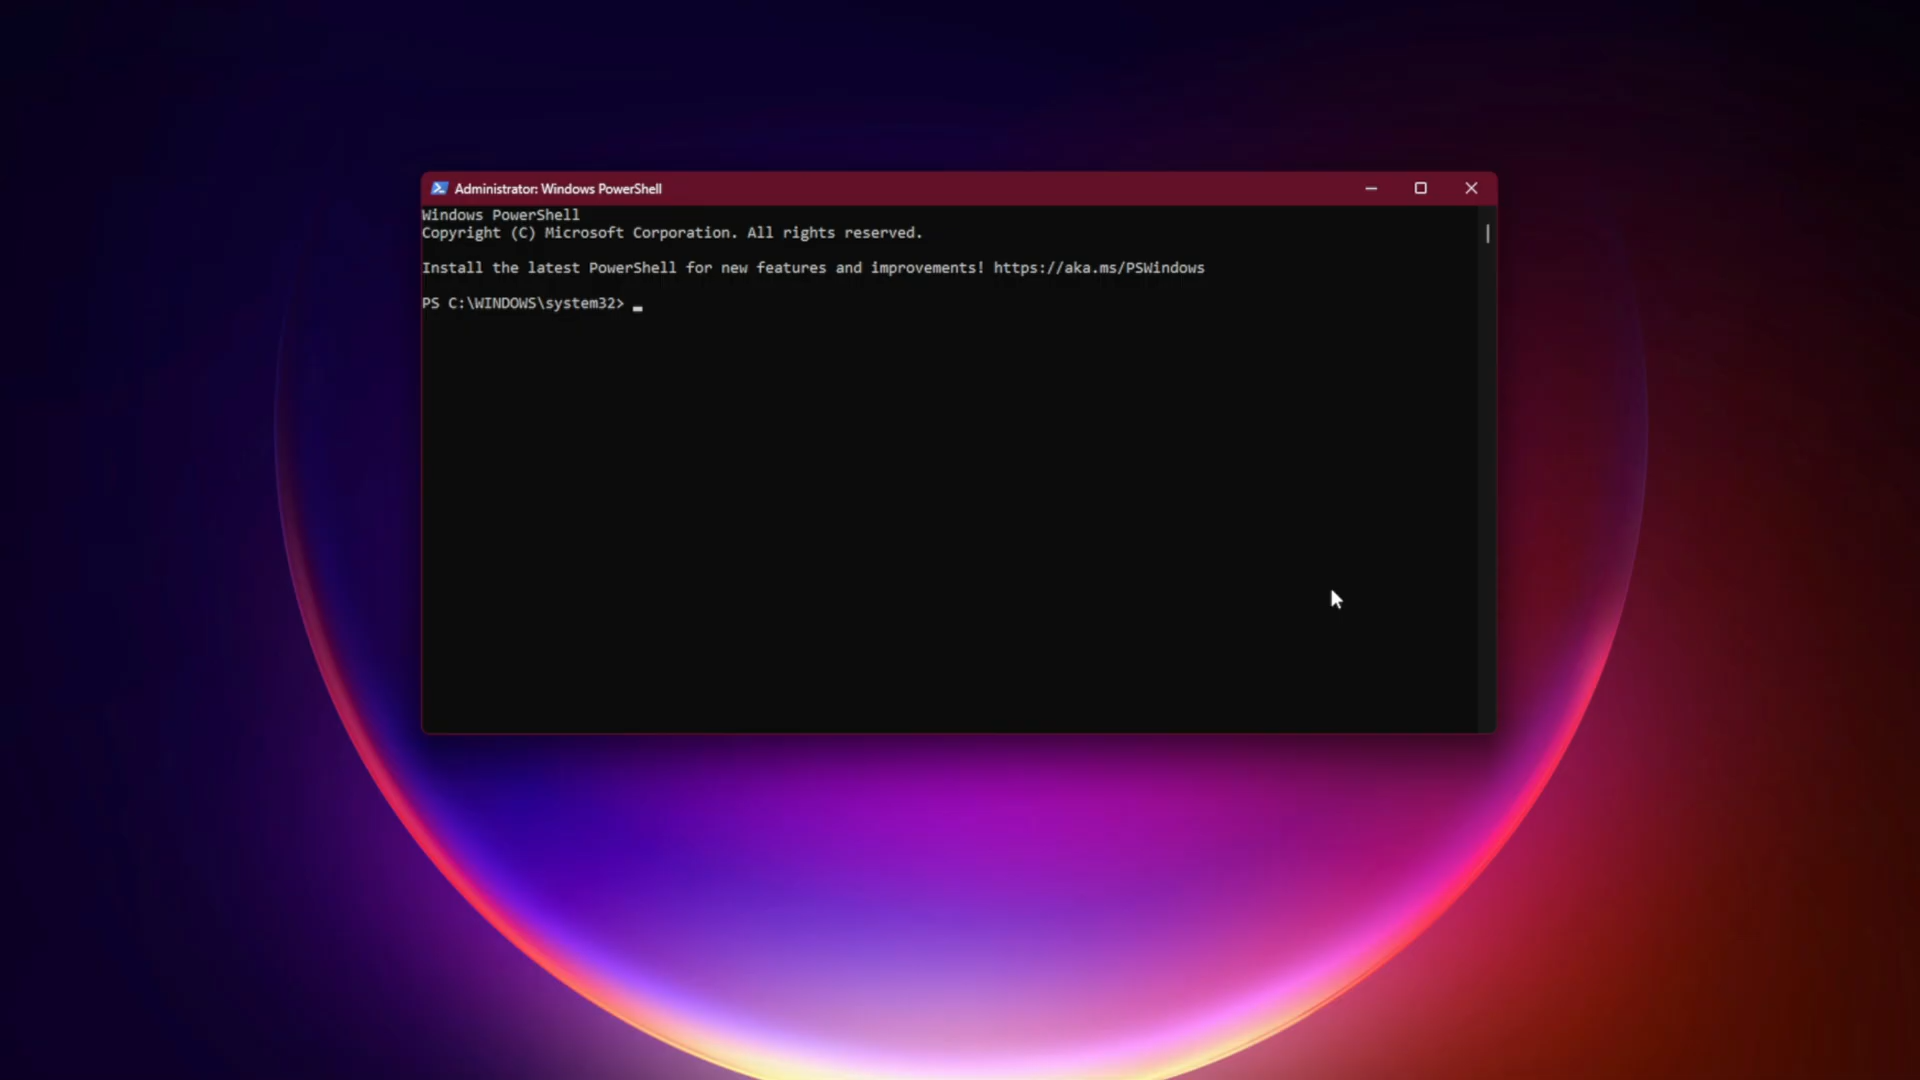 Administrator: Windows PowerShell
Windows PowerShell
Copyright (C) Microsoft Corporation. All rights reserved.
Install the latest PowerShell for new features and improvements! https://aka.ms/PSWindows
PS C:\WINDOWS\system32>